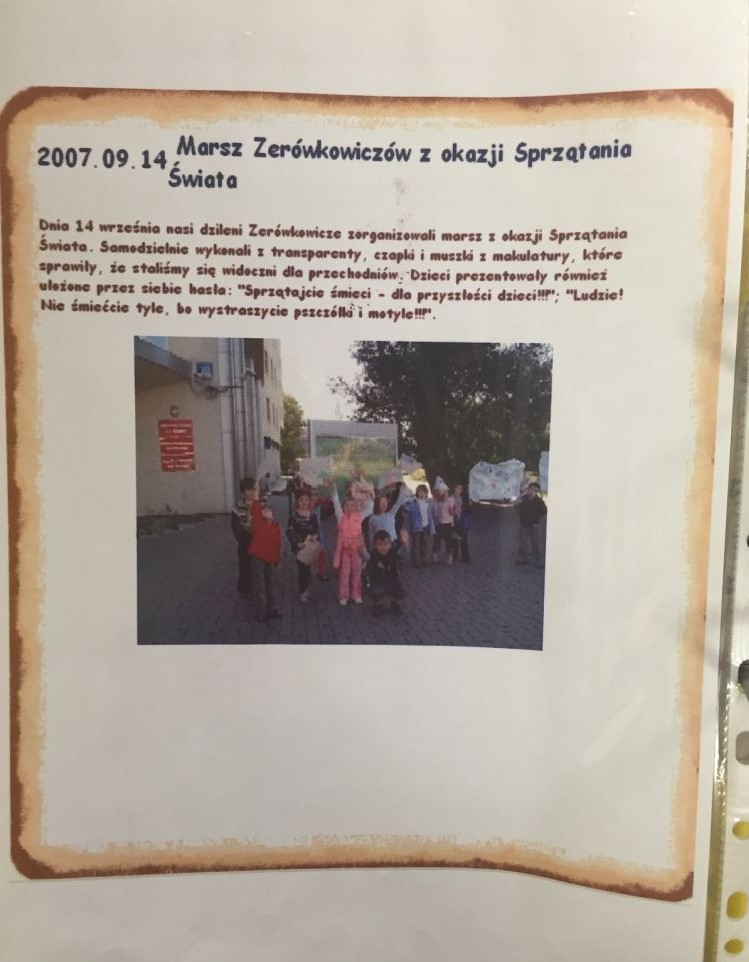 2007.09.14 Marsz Zerówkowiczów z okazji Sprzątania
Świata
Dnia 14 września nasi dzileni Zerówkowicze zorganizowali marsz z okazji Sprzątania
Świata. Samodzielnie wykonali z transparenty, czapki i muszki z makulatury, które
sprawiły, że staliśmy się widoczni dla przechodniów. Dzieci prezentowały również
ułożone przez siebie hasła: "Sprzątajcie śmieci - dla przyszłości dzieci!!!"; "Ludzie!
Nie śmiećcie tyle, bo wystraszycie pszczółki i motyle!!!".